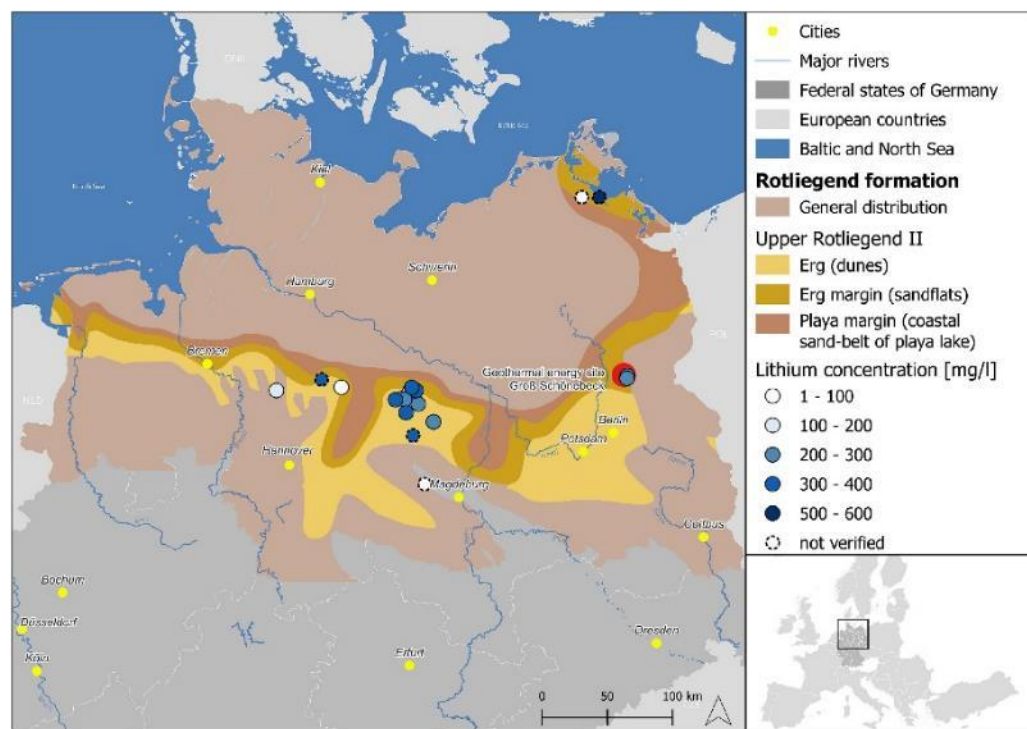 Baltic Sea
Kiel
Schwerin
Hamburg
Bremen
Geothermal energy site
Groß Schönebeck
Berlin
Potsdam
Hannover
Magdeburg
Cottbus
Bochum
Düsseldorf
Dresden
Köln
Erfurt
0 50 100 km
Cities
Major rivers
Federal states of Germany
European countries
Baltic and North Sea
Rotliegend formation
General distribution
Upper Rotliegend II
Erg (dunes)
Erg margin (sandflats)
Playa margin (coastal
sand-belt of playa lake)
Lithium concentration [mg/l]
1 - 100
100 - 200
200 - 300
300 - 400
500 - 600
not verified